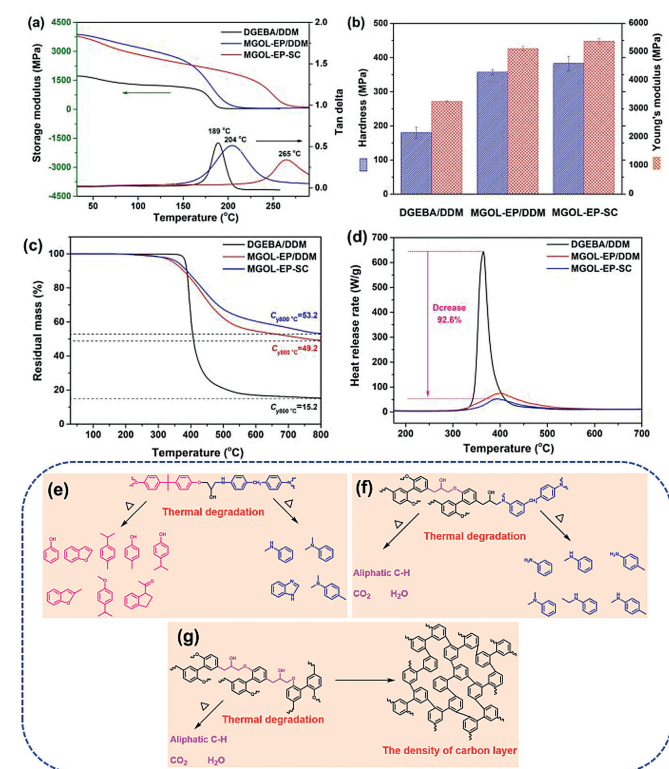 (a)
DGEBA/DDM
MGOL-EP/DDM
MGOL-EP-SC
4500
3000
1500
0
-1500
-3000
-4500
Storage modulus (MPa)
2.0
1.5
1.0
0.5
0.0
Tan delta
189 °C
204 °C
265 °C
50 100 150 200 250
Temperature (°C)
(b)
500
400
300
200
100
0
Hardness (MPa)
6000
5000
4000
3000
2000
1000
0
Young's modulus (MPa)
DGEBA/DDM MGOL-EP/DDM MGOL-EP-SC
(c)
DGEBA/DDM
MGOL-EP/DDM
MGOL-EP-SC
100
80
60
40
20
0
Residual mass (%)
Cy800 °C=53.2
Cy800 °C=49.2
Cy800 °C=15.2
100 200 300 400 500 600 700 800
Temperature (°C)
(d)
DGEBA/DDM
MGOL-EP/DDM
MGOL-EP-SC
700
600
500
400
300
200
100
0
Heat release rate (W/g)
Dcrease
92.6%
200 300 400 500 600 700
Temperature (°C)
(e)
Thermal degradation
(f)
Thermal degradation
Aliphatic C-H
CO2 H2O
(g)
Thermal degradation
Aliphatic C-H
CO2 H2O
The density of carbon layer